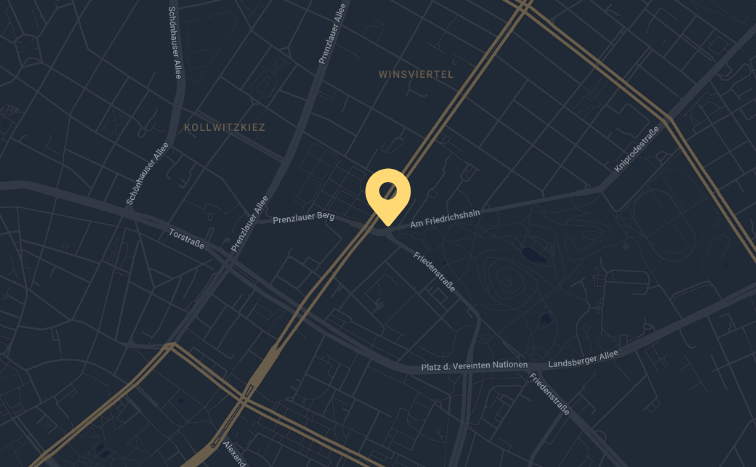 Schönhauser Allee
Prenzlauer Allee
WINSVIERTEL
KOLLWITZKIEZ
Kniprodestraße
Schönhauser Allee
Prenzlauer Allee
Prenzlauer Berg
Am Friedrichshain
Torstraße
Friedenstraße
Platz d. Vereinten Nationen
Landsberger Allee
Friedenstraße